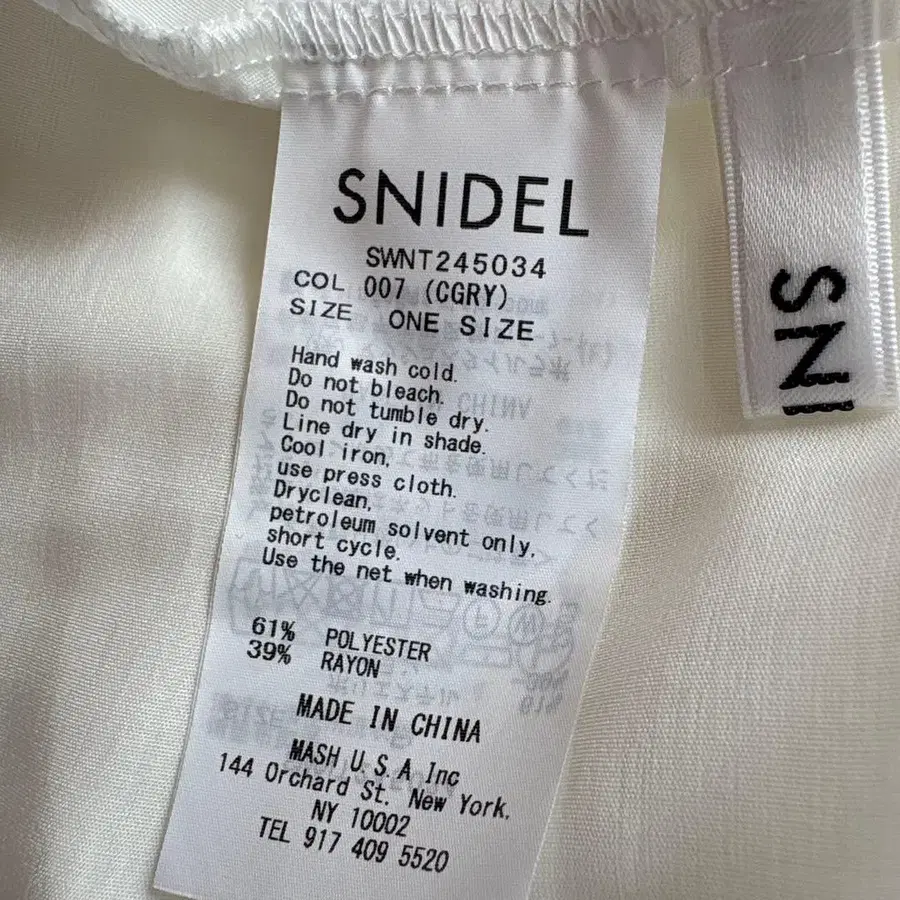 SNIDEL
SWNT245034
COL 007 (CGRY)
SIZE ONE SIZE
Hand wash cold.
Do not bleach.
Do not tumble dry.
Line dry in shade.
Cool iron,
use press cloth.
Dryclean,
petroleum solvent only,
short cycle.
Use the net when washing.
61% POLYESTER
39% RAYON
MADE IN CHINA
MASH U.S.A Inc
144 Orchard St. New York,
NY 10002
TEL 917 409 5520
SNI